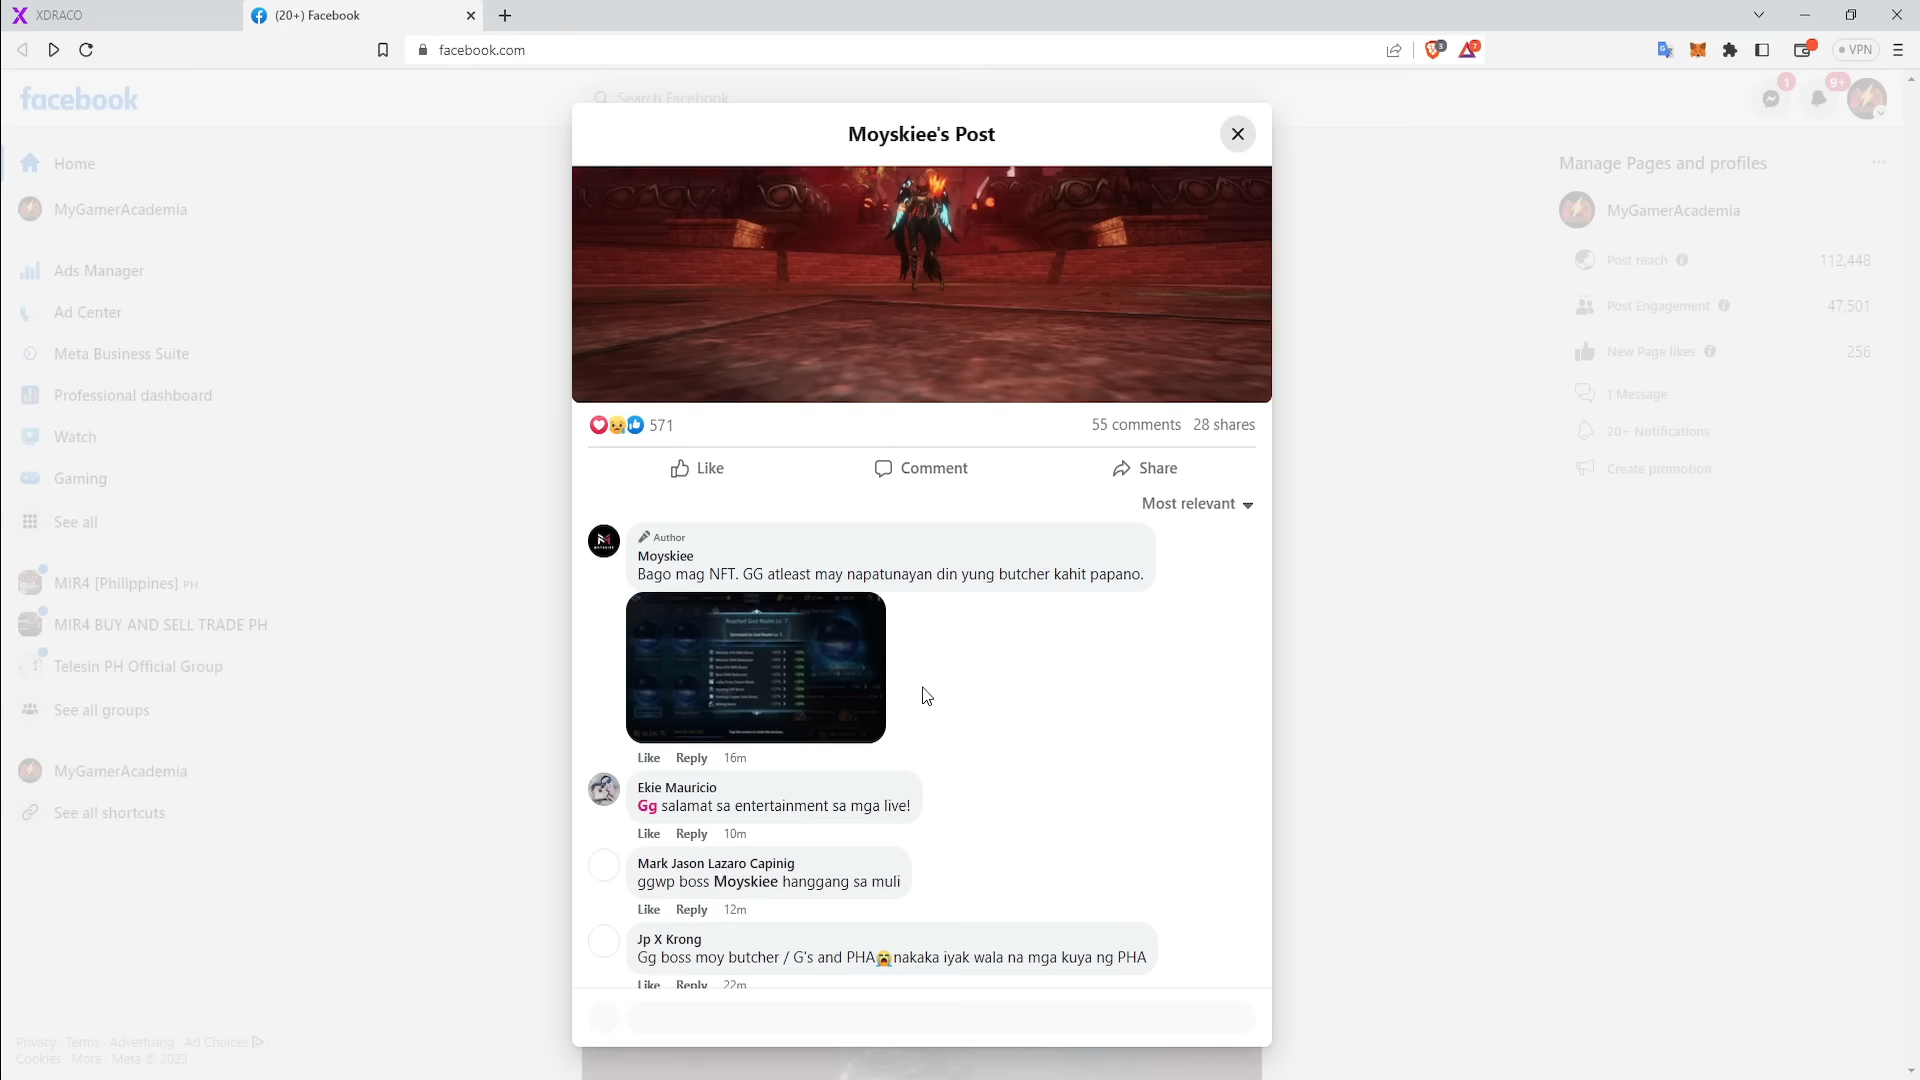 XDRACO
(20+) Facebook
facebook.com
VPN
facebook
Search Facebook
1
9+
Home
MyGamerAcademia
Ads Manager
Ad Center
Meta Business Suite
Professional dashboard
Watch
Gaming
See all
MIR4 [Philippines] PH
MIR4 BUY AND SELL TRADE PH
Telesin PH Official Group
See all groups
MyGamerAcademia
See all shortcuts
Privacy · Terms · Advertising · Ad Choices ·
Cookies · More · Meta © 2023
Moyskiee's Post
571
55 comments 28 shares
Like Comment Share
Most relevant
Author
Moyskiee
Bago mag NFT. GG atleast may napatunayan din yung butcher kahit papano.
Reached God Realm Lv. 7
Like Reply 16m
Ekie Mauricio
Gg salamat sa entertainment sa mga live!
Like Reply 10m
Mark Jason Lazaro Capinig
ggwp boss Moyskiee hanggang sa muli
Like Reply 12m
Jp X Krong
Gg boss moy butcher / G's and PHA😭nakaka iyak wala na mga kuya ng PHA
Like Reply 22m
Manage Pages and profiles
MyGamerAcademia
Post reach 112,448
Post Engagement 47,501
New Page likes 256
1 Message
20+ Notifications
Create promotion